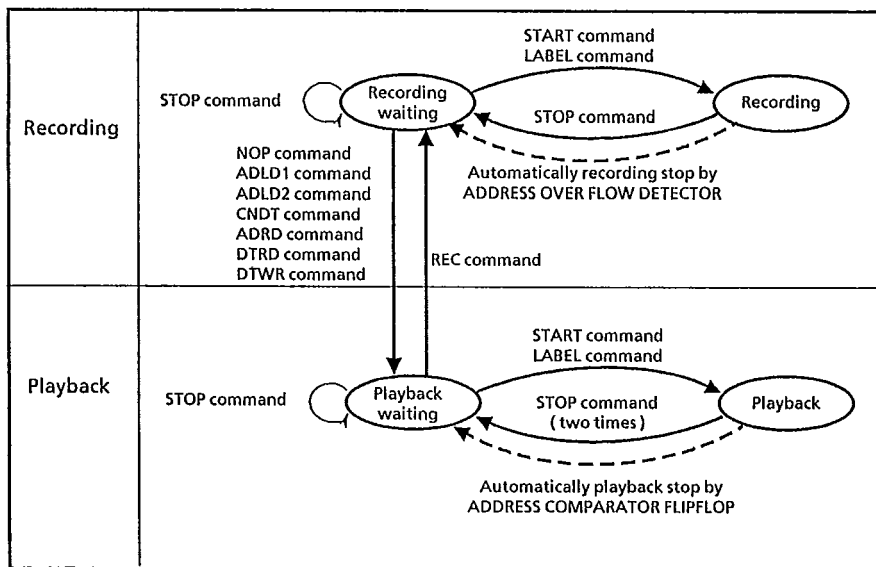 START command
LABEL command
STOP command
Recording
waiting
Recording
STOP command
Recording
NOP command
ADLD1 command
ADLD2 command
CNDT command
ADRD command
DTRD command
DTWR command
Automatically recording stop by
ADDRESS OVER FLOW DETECTOR
REC command
START command
LABEL command
Playback
STOP command
Playback
waiting
STOP command
( two times )
Playback
Automatically playback stop by
ADDRESS COMPARATOR FLIPFLOP